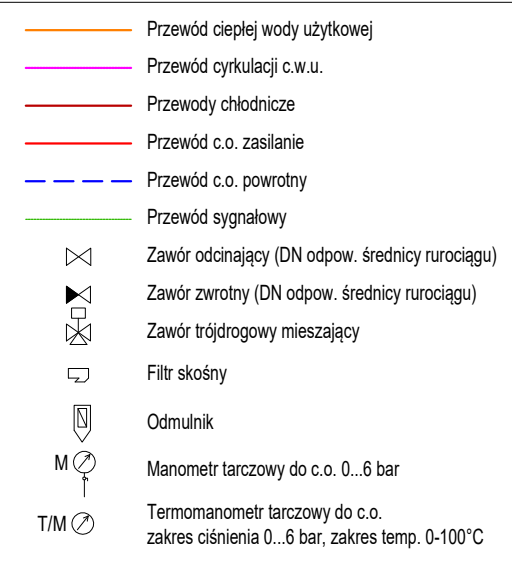 Przewód ciepłej wody użytkowej
Przewód cyrkulacji c.w.u.
Przewody chłodnicze
Przewód c.o. zasilanie
Przewód c.o. powrotny
Przewód sygnałowy
Zawór odcinający (DN odpow. średnicy rurociągu)
Zawór zwrotny (DN odpow. średnicy rurociągu)
Zawór trójdrogowy mieszający
Filtr skośny
Odmulnik
M Manometr tarczowy do c.o. 0...6 bar
T/M Termomanometr tarczowy do c.o.
zakres ciśnienia 0...6 bar, zakres temp. 0-100°C